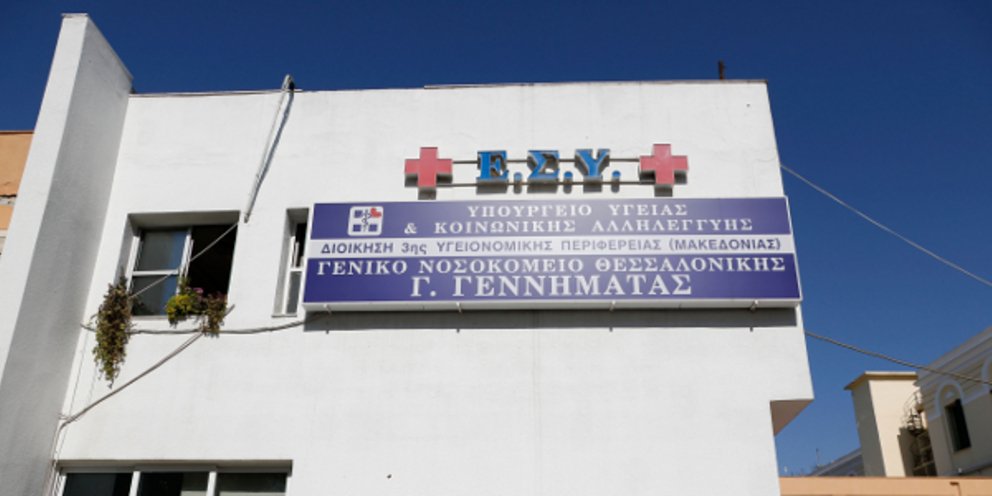 Ε.Σ.Υ.
ΥΠΟΥΡΓΕΙΟ ΥΓΕΙΑΣ
& ΚΟΙΝΩΝΙΚΗΣ ΑΛΛΗΛΕΓΓΥΗΣ
ΔΙΟΙΚΗΣΗ 3ης ΥΓΕΙΟΝΟΜΙΚΗΣ ΠΕΡΙΦΕΡΕΙΑΣ (ΜΑΚΕΔΟΝΙΑΣ)
ΓΕΝΙΚΟ ΝΟΣΟΚΟΜΕΙΟ ΘΕΣΣΑΛΟΝΙΚΗΣ
Γ. ΓΕΝΝΗΜΑΤΑΣ